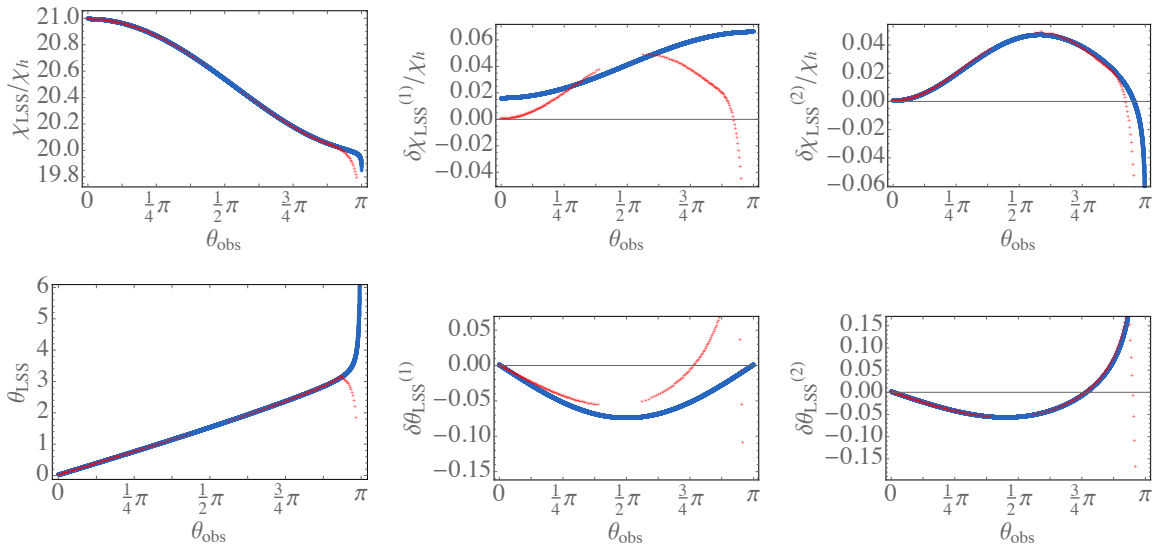 21.0
20.8
20.6
20.4
20.2
20.0
19.8
χLSS/χh
0 1/4π 1/2π 3/4π π
θobs
0.06
0.04
0.02
0.00
−0.02
−0.04
δχLSS(1)/χh
0 1/4π 1/2π 3/4π π
θobs
0.04
0.02
0.00
−0.02
−0.04
−0.06
δχLSS(2)/χh
0 1/4π 1/2π 3/4π π
θobs
6
5
4
3
2
1
0
θLSS
0 1/4π 1/2π 3/4π π
θobs
0.05
0.00
−0.05
−0.10
−0.15
δθLSS(1)
0 1/4π 1/2π 3/4π π
θobs
0.15
0.10
0.05
0.00
−0.05
−0.10
−0.15
δθLSS(2)
0 1/4π 1/2π 3/4π π
θobs